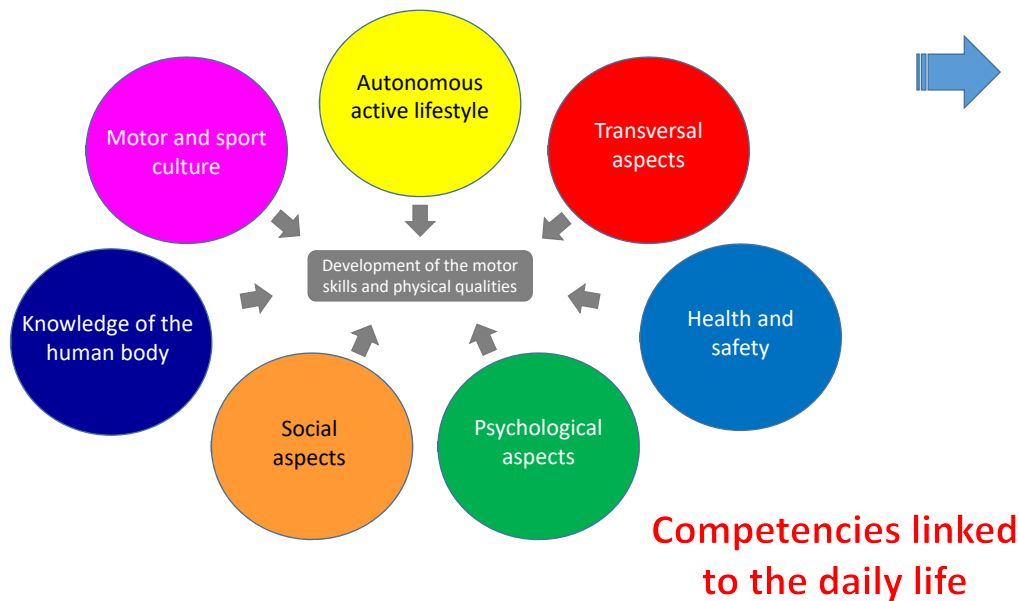 Autonomous
active lifestyle
Motor and sport
culture
Transversal
aspects
Development of the motor
skills and physical qualities
Knowledge of the
human body
Health and
safety
Social
aspects
Psychological
aspects
Competencies linked
to the daily life